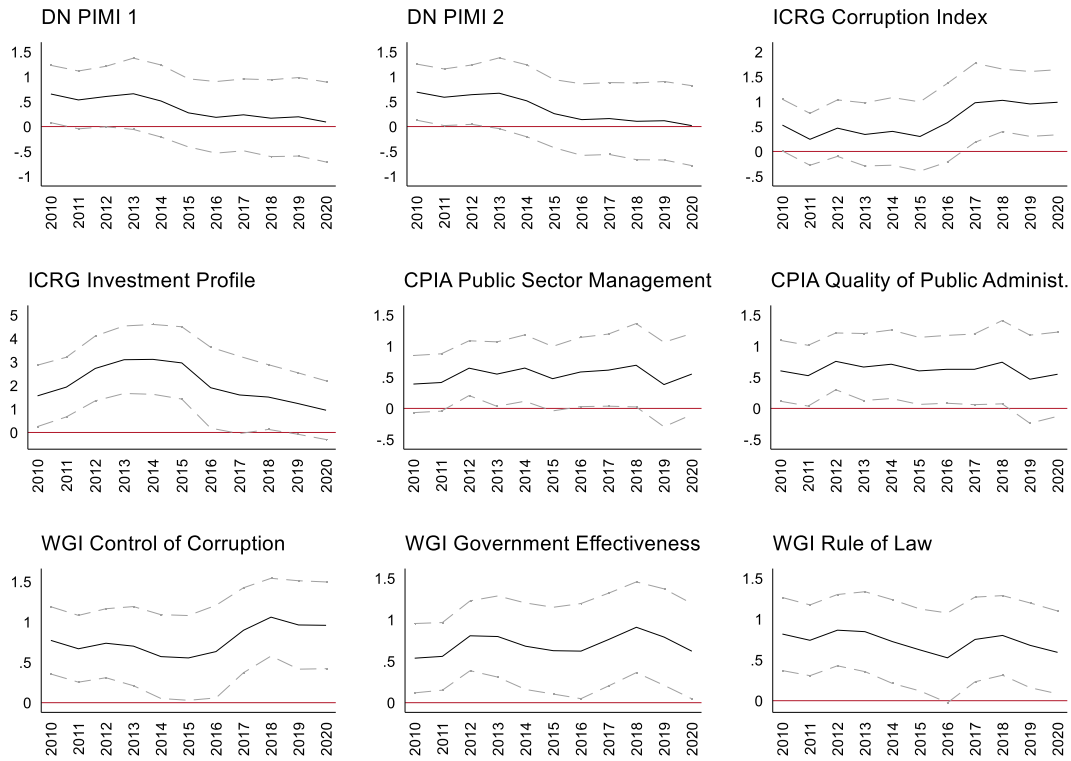 DN PIMI 1
1.5
1
.5
0
-.5
-1
2010 2011 2012 2013 2014 2015 2016 2017 2018 2019 2020
DN PIMI 2
1.5
1
.5
0
-.5
-1
2010 2011 2012 2013 2014 2015 2016 2017 2018 2019 2020
ICRG Corruption Index
2
1.5
1
.5
0
-.5
2010 2011 2012 2013 2014 2015 2016 2017 2018 2019 2020
ICRG Investment Profile
5
4
3
2
1
0
2010 2011 2012 2013 2014 2015 2016 2017 2018 2019 2020
CPIA Public Sector Management
1.5
1
.5
0
-.5
2010 2011 2012 2013 2014 2015 2016 2017 2018 2019 2020
CPIA Quality of Public Administ.
1.5
1
.5
0
-.5
2010 2011 2012 2013 2014 2015 2016 2017 2018 2019 2020
WGI Control of Corruption
1.5
1
.5
0
2010 2011 2012 2013 2014 2015 2016 2017 2018 2019 2020
WGI Government Effectiveness
1.5
1
.5
0
2010 2011 2012 2013 2014 2015 2016 2017 2018 2019 2020
WGI Rule of Law
1.5
1
.5
0
2010 2011 2012 2013 2014 2015 2016 2017 2018 2019 2020